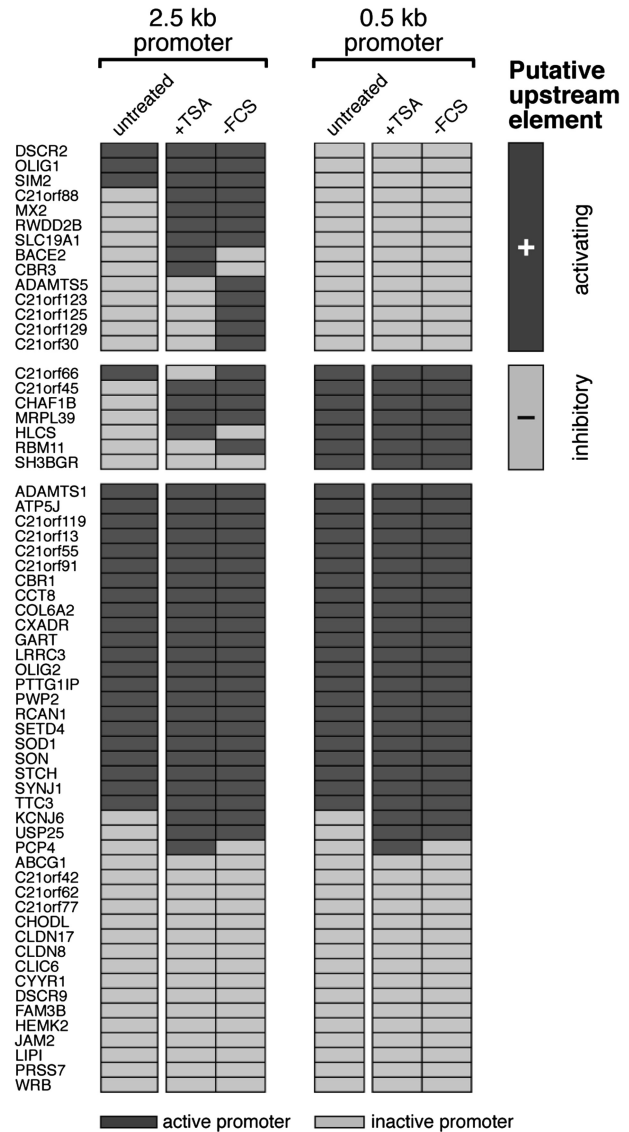 2.5 kb
promoter
0.5 kb
promoter
Putative
upstream
element
untreated
+TSA
-FCS
untreated
+TSA
-FCS
DSCR2
OLIG1
SIM2
C21orf88
MX2
RWDD2B
SLC19A1
BACE2
CBR3
ADAMTS5
C21orf123
C21orf125
C21orf129
C21orf30
+
activating
C21orf66
C21orf45
CHAF1B
MRPL39
HLCS
RBM11
SH3BGR
–
inhibitory
ADAMTS1
ATP5J
C21orf119
C21orf13
C21orf55
C21orf91
CBR1
CCT8
COL6A2
CXADR
GART
LRRC3
OLIG2
PTTG1IP
PWP2
RCAN1
SETD4
SOD1
SON
STCH
SYNJ1
TTC3
KCNJ6
USP25
PCP4
ABCG1
C21orf42
C21orf62
C21orf77
CHODL
CLDN17
CLDN8
CLIC6
CYYR1
DSCR9
FAM3B
HEMK2
JAM2
LIPI
PRSS7
WRB
active promoter
inactive promoter